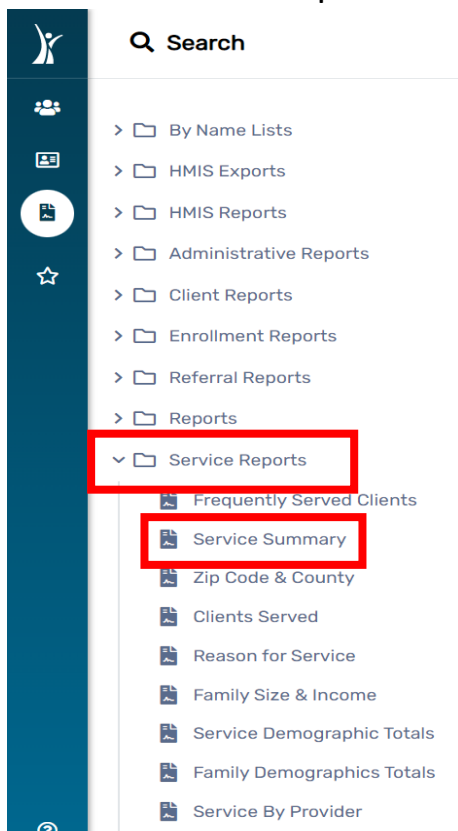 Search
By Name Lists
HMIS Exports
HMIS Reports
Administrative Reports
Client Reports
Enrollment Reports
Referral Reports
Reports
Service Reports
Frequently Served Clients
Service Summary
Zip Code & County
Clients Served
Reason for Service
Family Size & Income
Service Demographic Totals
Family Demographics Totals
Service By Provider